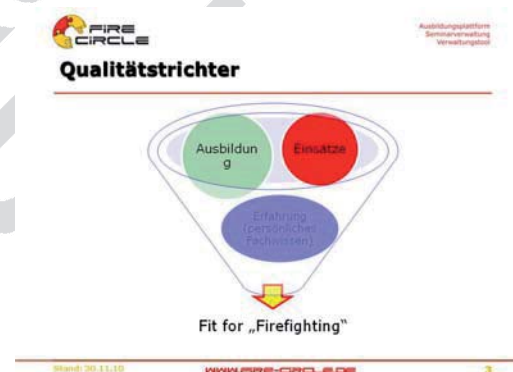 FIRE
CIRCLE
Ausbildungsplattform
Seminarverwaltung
Verwaltungstool
Qualitätstrichter
Ausbildun
g
Einsätze
Erfahrung
(persönliches
Fachwissen)
Fit for „Firefighting“
Stand: 30.11.10
WWW.FIRE-CIRCLE.DE
3